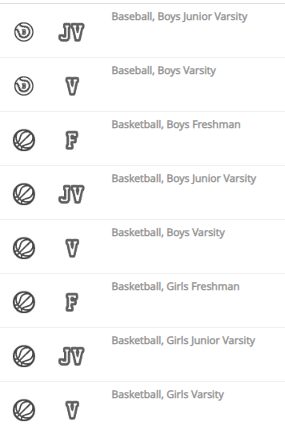 JV Baseball, Boys Junior Varsity
V Baseball, Boys Varsity
F Basketball, Boys Freshman
JV Basketball, Boys Junior Varsity
V Basketball, Boys Varsity
F Basketball, Girls Freshman
JV Basketball, Girls Junior Varsity
V Basketball, Girls Varsity